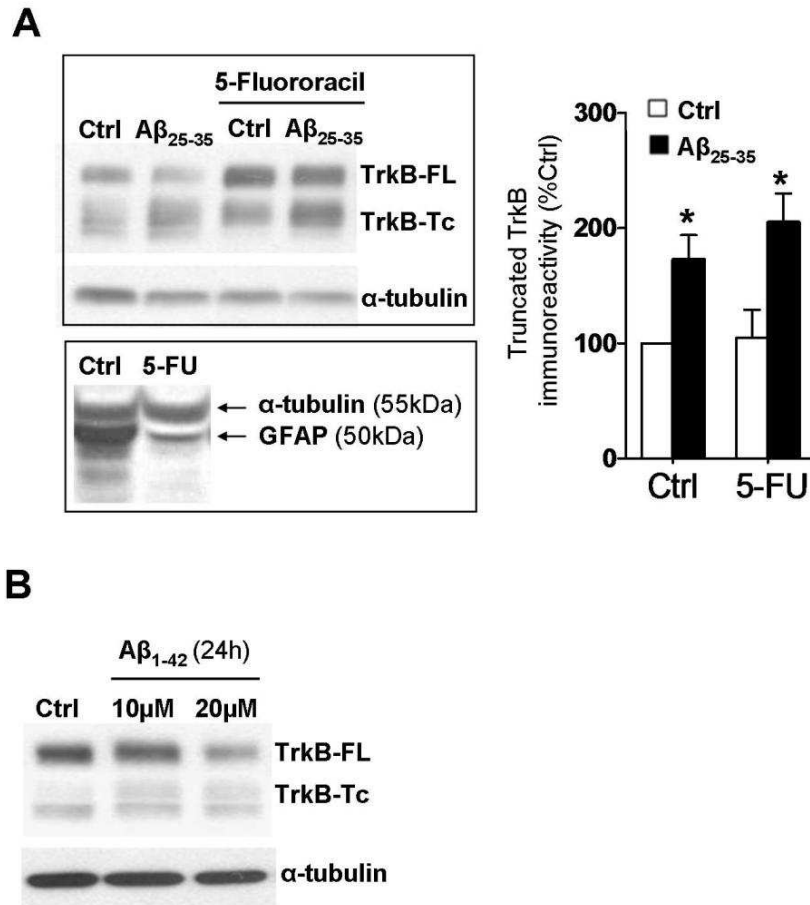 A
5-Fluororacil
Ctrl Aβ25-35 Ctrl Aβ25-35
TrkB-FL
TrkB-Tc
α-tubulin
Ctrl 5-FU
← α-tubulin (55kDa)
← GFAP (50kDa)
Truncated TrkB
immunoreactivity (%Ctrl)
300
200
100
0
Ctrl
Aβ25-35
*
*
Ctrl 5-FU
B
Aβ1-42 (24h)
Ctrl 10µM 20µM
TrkB-FL
TrkB-Tc
α-tubulin